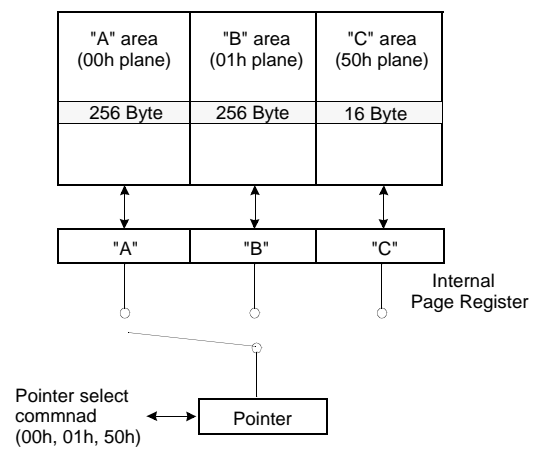 "A" area "B" area "C" area
(00h plane) (01h plane) (50h plane)
256 Byte 256 Byte 16 Byte
"A" "B" "C"
Internal
Page Register
Pointer select
commnad
(00h, 01h, 50h)
Pointer